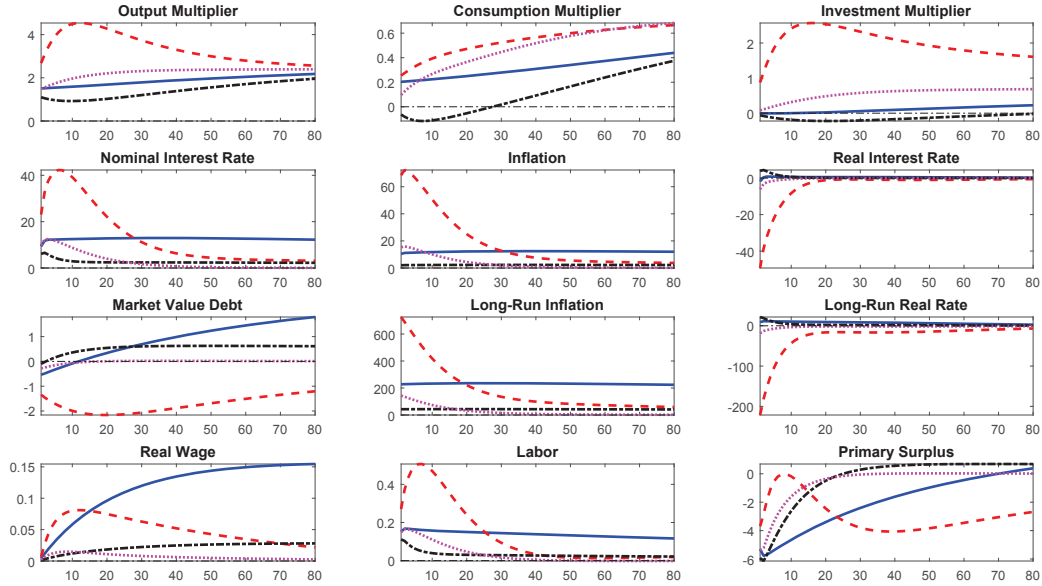 Output Multiplier
4
2
0
10 20 30 40 50 60 70 80
Consumption Multiplier
0.6
0.4
0.2
0
10 20 30 40 50 60 70 80
Investment Multiplier
2
1
0
10 20 30 40 50 60 70 80
Nominal Interest Rate
40
20
0
10 20 30 40 50 60 70 80
Inflation
60
40
20
0
10 20 30 40 50 60 70 80
Real Interest Rate
0
-20
-40
10 20 30 40 50 60 70 80
Market Value Debt
1
0
-1
-2
10 20 30 40 50 60 70 80
Long-Run Inflation
600
400
200
0
10 20 30 40 50 60 70 80
Long-Run Real Rate
0
-100
-200
10 20 30 40 50 60 70 80
Real Wage
0.15
0.1
0.05
0
10 20 30 40 50 60 70 80
Labor
0.4
0.2
0
10 20 30 40 50 60 70 80
Primary Surplus
0
-2
-4
-6
10 20 30 40 50 60 70 80